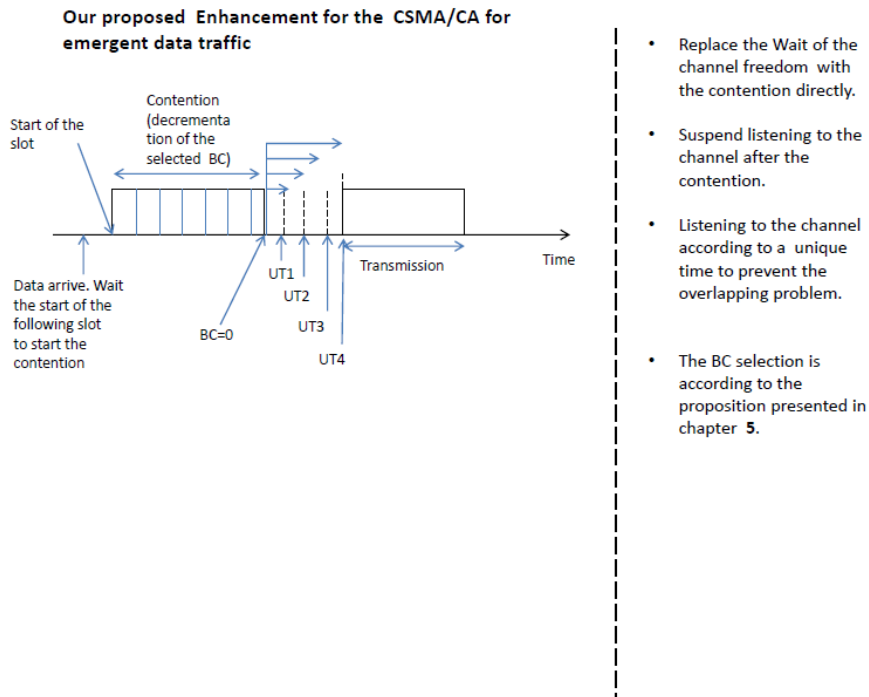 Our proposed Enhancement for the CSMA/CA for
emergent data traffic
Contention
(decrementa
tion of the
selected BC)
Start of the
slot
Time
Transmission
UT1
UT2
UT3
UT4
BC=0
Data arrive. Wait
the start of the
following slot
to start the
contention
• Replace the Wait of the
channel freedom with
the contention directly.
• Suspend listening to the
channel after the
contention.
• Listening to the channel
according to a unique
time to prevent the
overlapping problem.
• The BC selection is
according to the
proposition presented in
chapter 5.